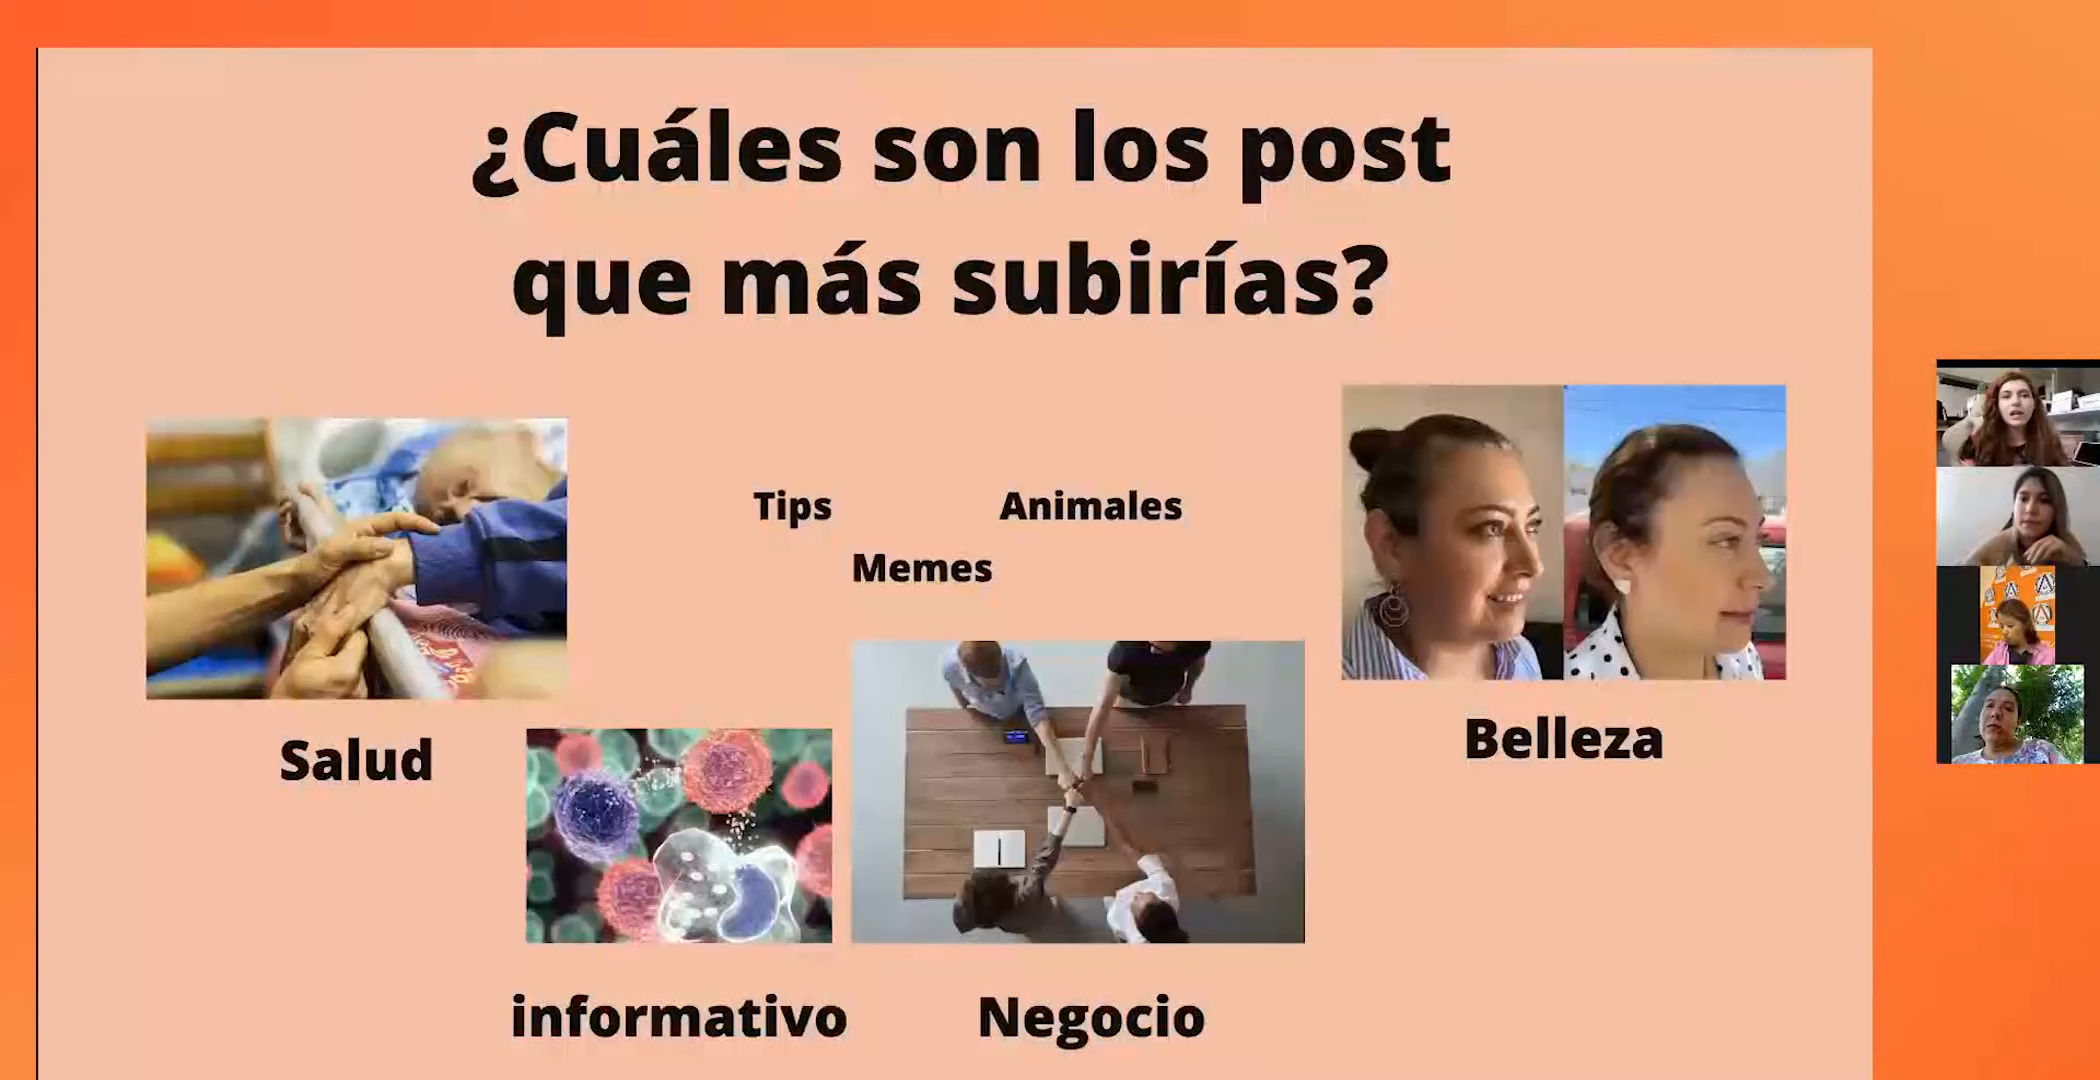 ¿Cuáles son los post
que más subirías?
Tips
Animales
Memes
Salud
Belleza
informativo
Negocio